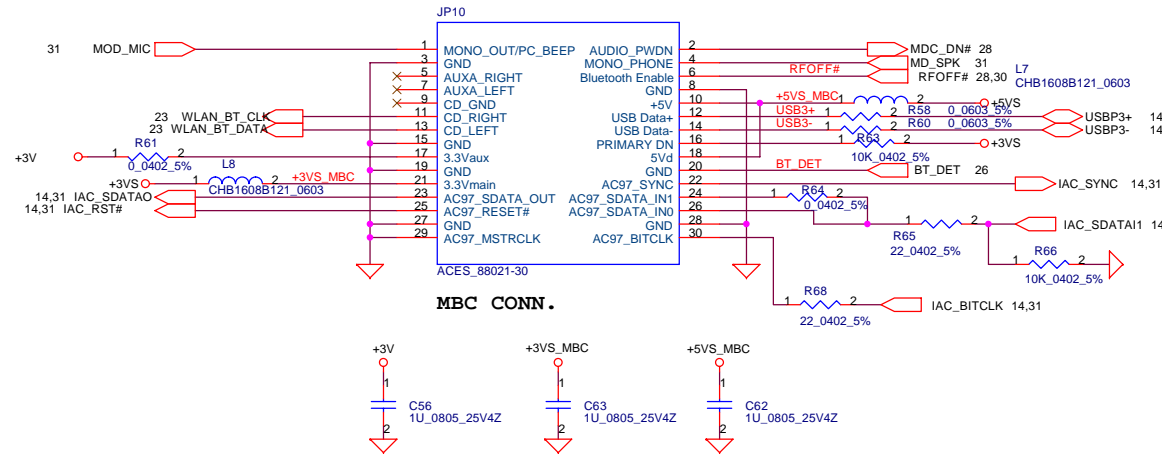 JP10
31 MOD_MIC 1 MONO_OUT/PC_BEEP AUDIO_PWDN 2 MDC_DN# 28
3 GND MONO_PHONE 4 MD_SPK 31
5 AUXA_RIGHT Bluetooth Enable 6 RFOFF# RFOFF# 28,30
L7
CHB1608B121_0603
7 AUXA_LEFT GND 8
9 CD_GND +5V 10 +5VS_MBC 1 2 +5VS
23 WLAN_BT_CLK 11 CD_RIGHT USB Data+ 12 USB3+ 1 2 R58 0_0603_5% USBP3+ 14
23 WLAN_BT_DATA 13 CD_LEFT USB Data- 14 USB3- 1 2 R60 0_0603_5% USBP3- 14
15 GND PRIMARY DN 16 1 R63 2 +3VS
10K_0402_5%
+3V 1 R61 2 17 3.3Vaux 5Vd 18
0_0402_5%
19 GND GND 20 BT_DET BT_DET 26
+3VS 1 L8 2 +3VS_MBC 21 3.3Vmain AC97_SYNC 22 IAC_SYNC 14,31
CHB1608B121_0603
14,31 IAC_SDATAO 23 AC97_SDATA_OUT AC97_SDATA_IN1 24 1 R64 2
0_0402_5%
14,31 IAC_RST# 25 AC97_RESET# AC97_SDATA_IN0 26
27 GND GND 28 1 R65 2 IAC_SDATAI1 14
22_0402_5%
29 AC97_MSTRCLK AC97_BITCLK 30
1 R66 2
10K_0402_5%
ACES_88021-30
MBC CONN.
1 R68 2 IAC_BITCLK 14,31
22_0402_5%
+3V +3VS_MBC +5VS_MBC
1 1 1
C56 C63 C62
1U_0805_25V4Z 1U_0805_25V4Z 1U_0805_25V4Z
2 2 2